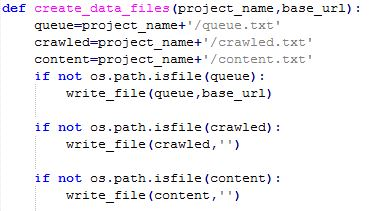 def create_data_files(project_name,base_url):
    queue=project_name+'/queue.txt'
    crawled=project_name+'/crawled.txt'
    content=project_name+'/content.txt'
    if not os.path.isfile(queue):
        write_file(queue,base_url)

    if not os.path.isfile(crawled):
        write_file(crawled,'')

    if not os.path.isfile(content):
        write_file(content,'')